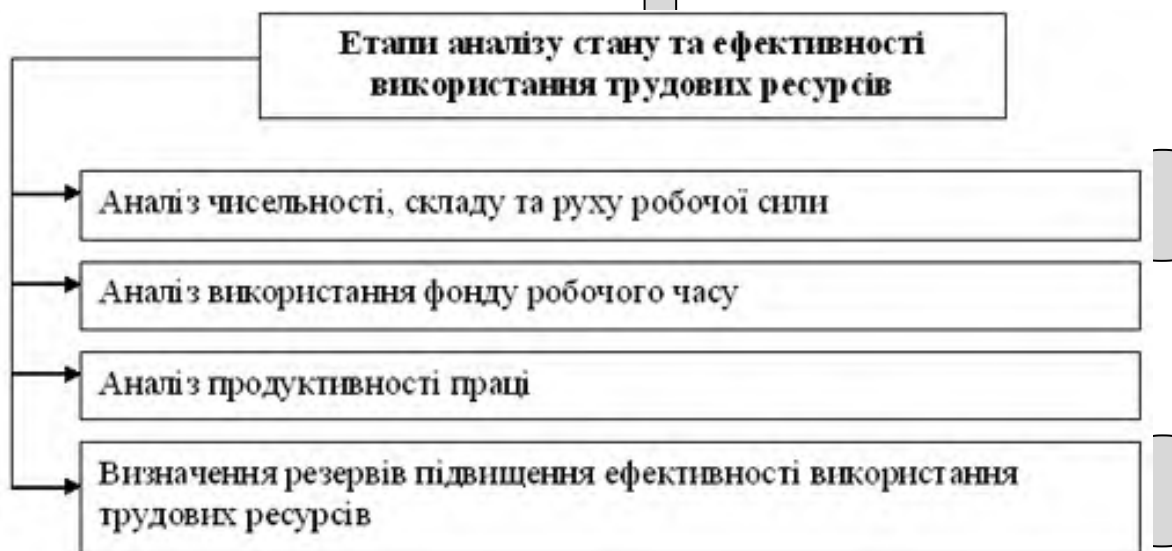 Етапи аналізу стану та ефективності
використання трудових ресурсів
Аналіз чисельності, складу та руху робочої сили
Аналіз використання фонду робочого часу
Аналіз продуктивності праці
Визначення резервів підвищення ефективності використання
трудових ресурсів